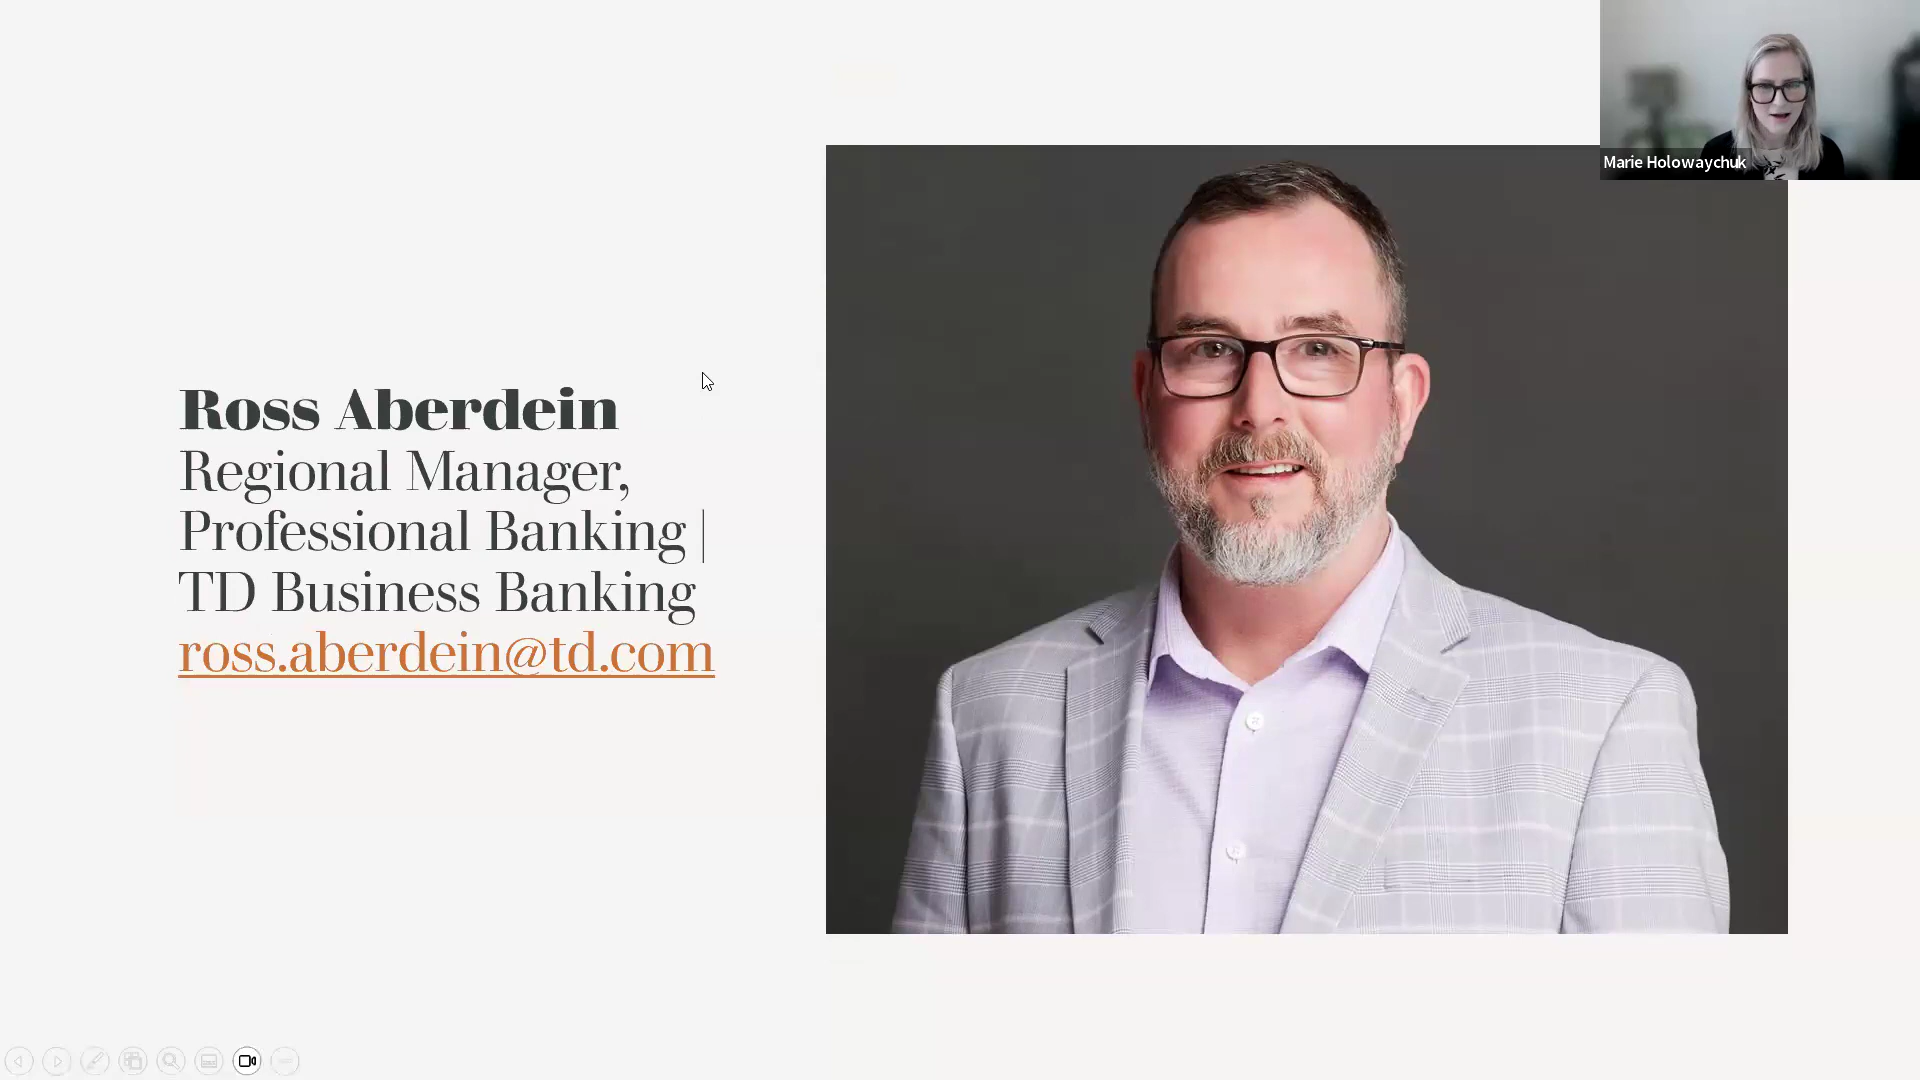 Marie Holowaychuk
Ross Aberdein
Regional Manager,
Professional Banking |
TD Business Banking
ross.aberdein@td.com